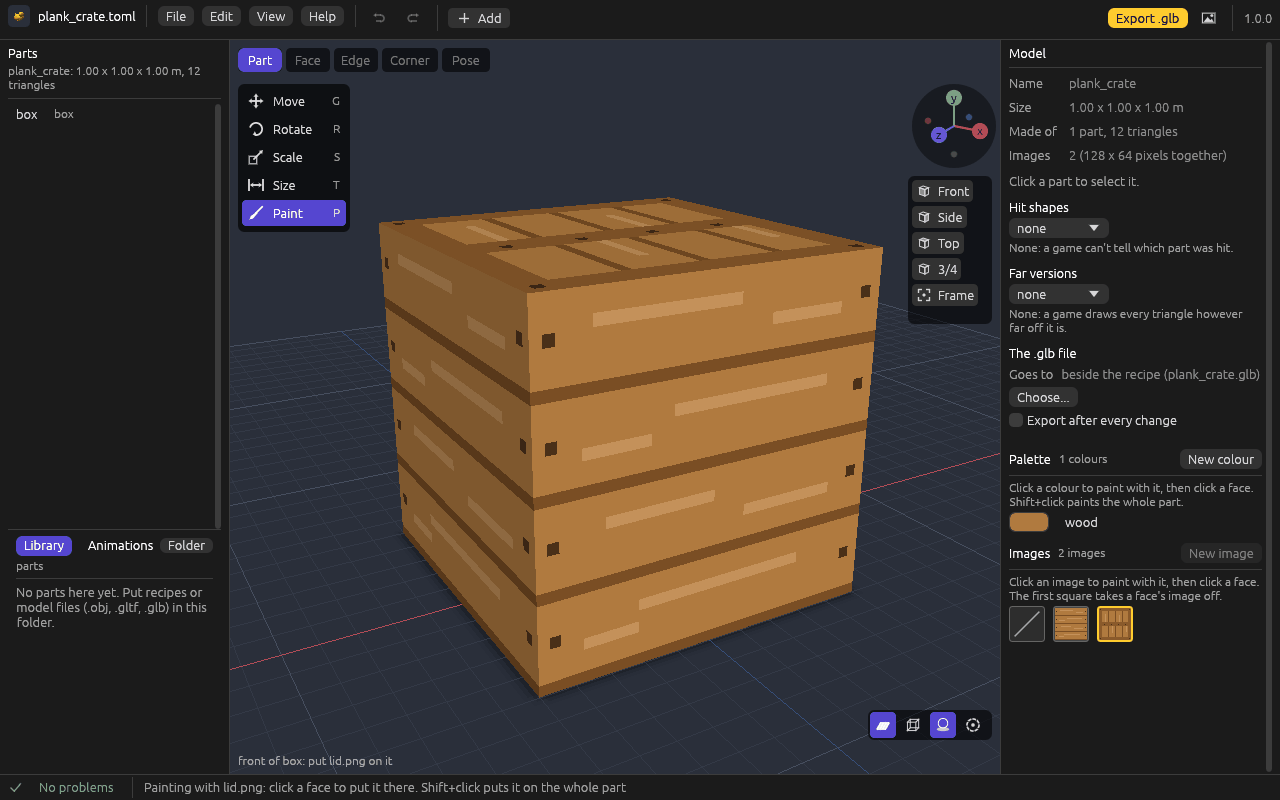 plank_crate.toml
File
Edit
View
Help
+ Add
Export .glb
1.0.0
Parts
plank_crate: 1.00 x 1.00 x 1.00 m, 12
triangles
box box
Library
Animations
Folder
parts
No parts here yet. Put recipes or
model files (.obj, .gltf, .glb) in this
folder.
Part
Face
Edge
Corner
Pose
Move G
Rotate R
Scale S
Size T
Paint P
y
x
z
Front
Side
Top
3/4
Frame
front of box: put lid.png on it
Model
Name plank_crate
Size 1.00 x 1.00 x 1.00 m
Made of 1 part, 12 triangles
Images 2 (128 x 64 pixels together)
Click a part to select it.
Hit shapes
none
None: a game can't tell which part was hit.
Far versions
none
None: a game draws every triangle however
far off it is.
The .glb file
Goes to beside the recipe (plank_crate.glb)
Choose...
Export after every change
Palette 1 colours
New colour
Click a colour to paint with it, then click a face.
Shift+click paints the whole part.
wood
Images 2 images
New image
Click an image to paint with it, then click a face.
The first square takes a face's image off.
No problems
Painting with lid.png: click a face to put it there. Shift+click puts it on the whole part